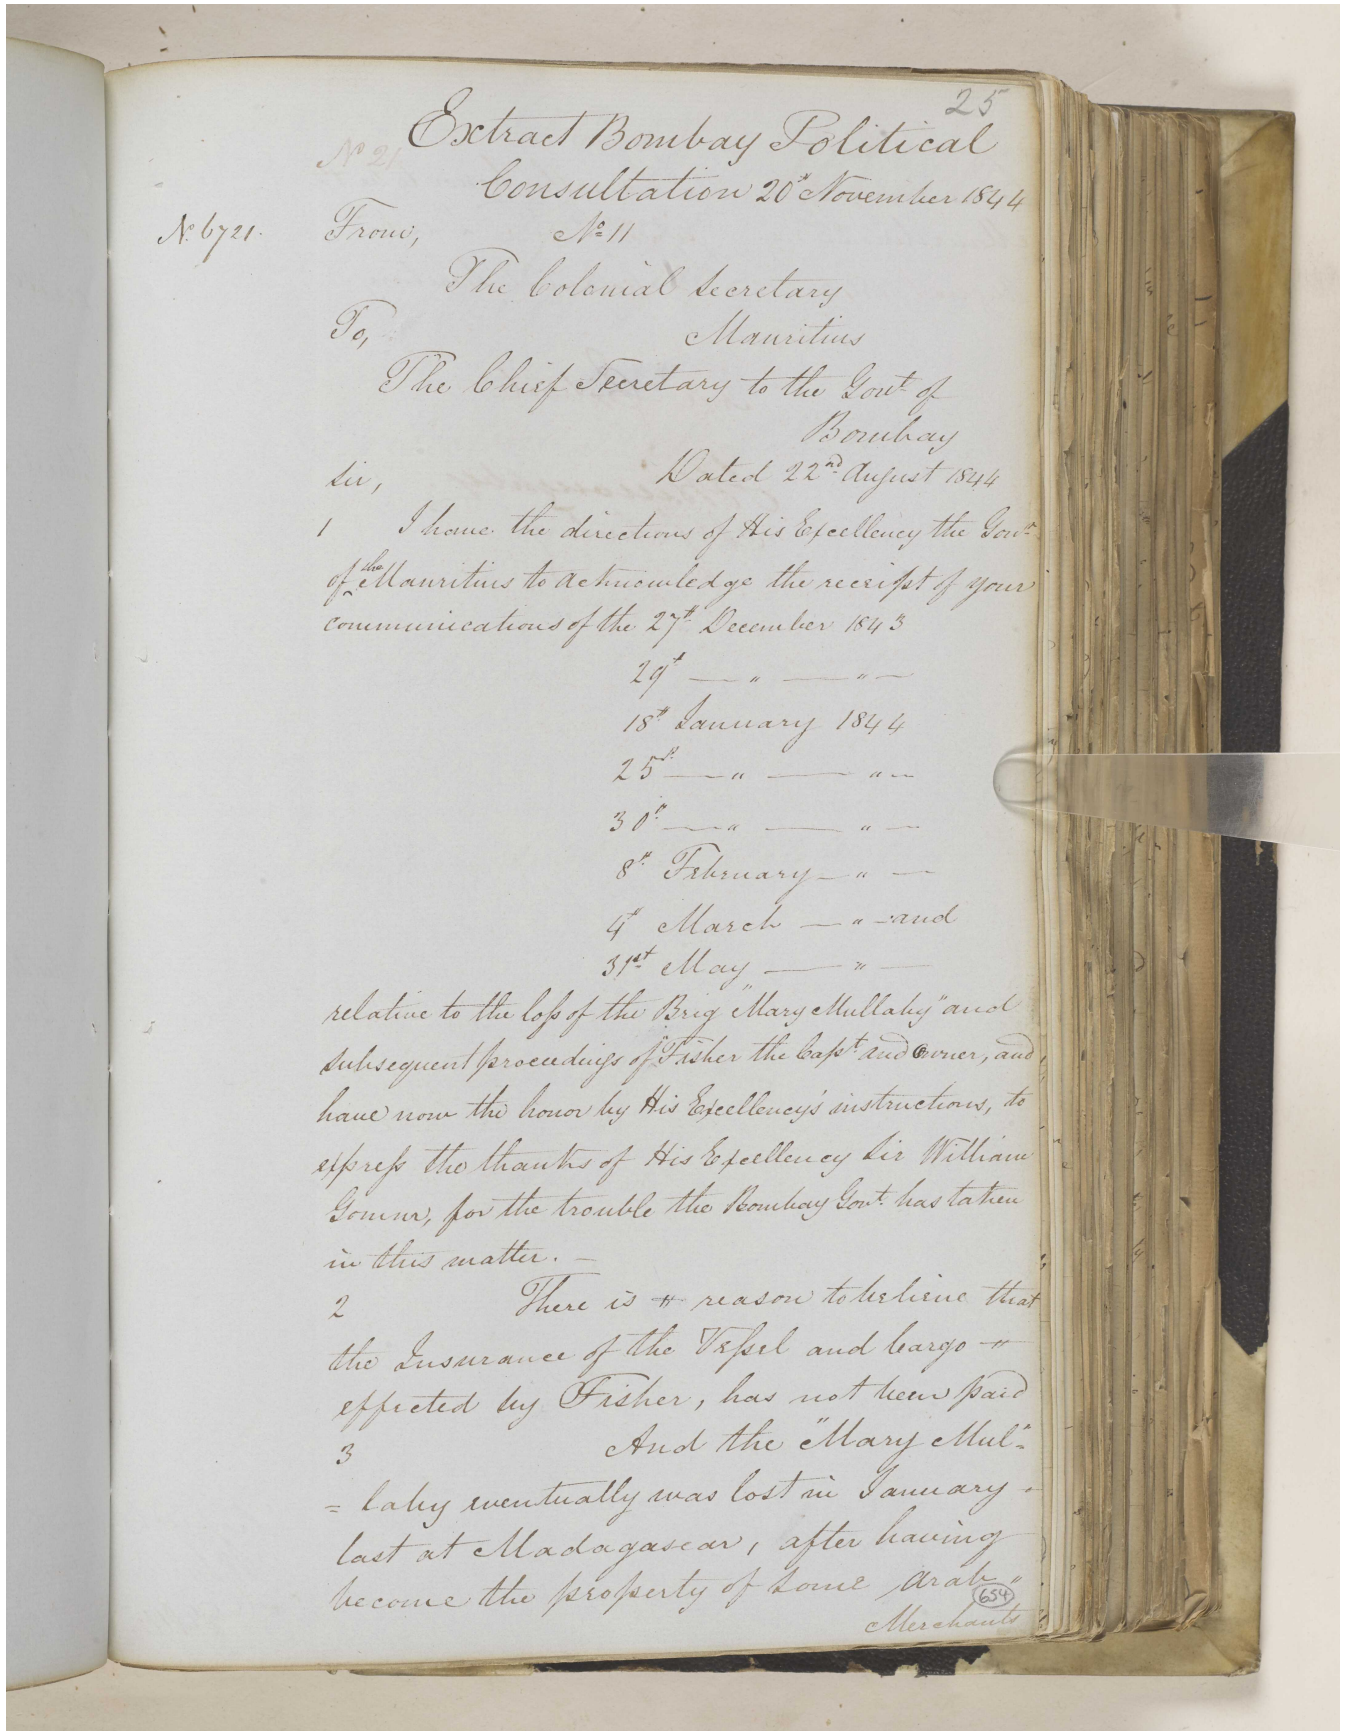 25
Extract Bombay Political
No 21
Consultation 20th November 1844
No. 6721.
From, No 11
The Colonial Secretary
To, Mauritius
The Chief Secretary to the Govt of
Bombay
Sir, Dated 22nd August 1844
1 I have the directions of His Excellency the Govr
of the Mauritius to acknowledge the receipt of your
communications of the 27th December 1843
29th — " — " —
18th January 1844
25th — " — " —
30th — " — " —
8th February — " —
4th March — " — and
31st May — " —
relative to the loss of the Brig "Mary Mullaby" and
subsequent proceedings of Fisher the Capt and owner, and
have now the honor by His Excellency's instructions, to
express the thanks of His Excellency Sir William
Gomm, for the trouble the Bombay Govt. has taken
in this matter. —
2 There is reason to believe that
the Insurance of the Vessel and Cargo "
effected by Fisher, has not been paid
3 And the "Mary Mul"=
= laby eventually was lost in January
last at Madagascar, after having
become the property of some Arab "
654
Merchants